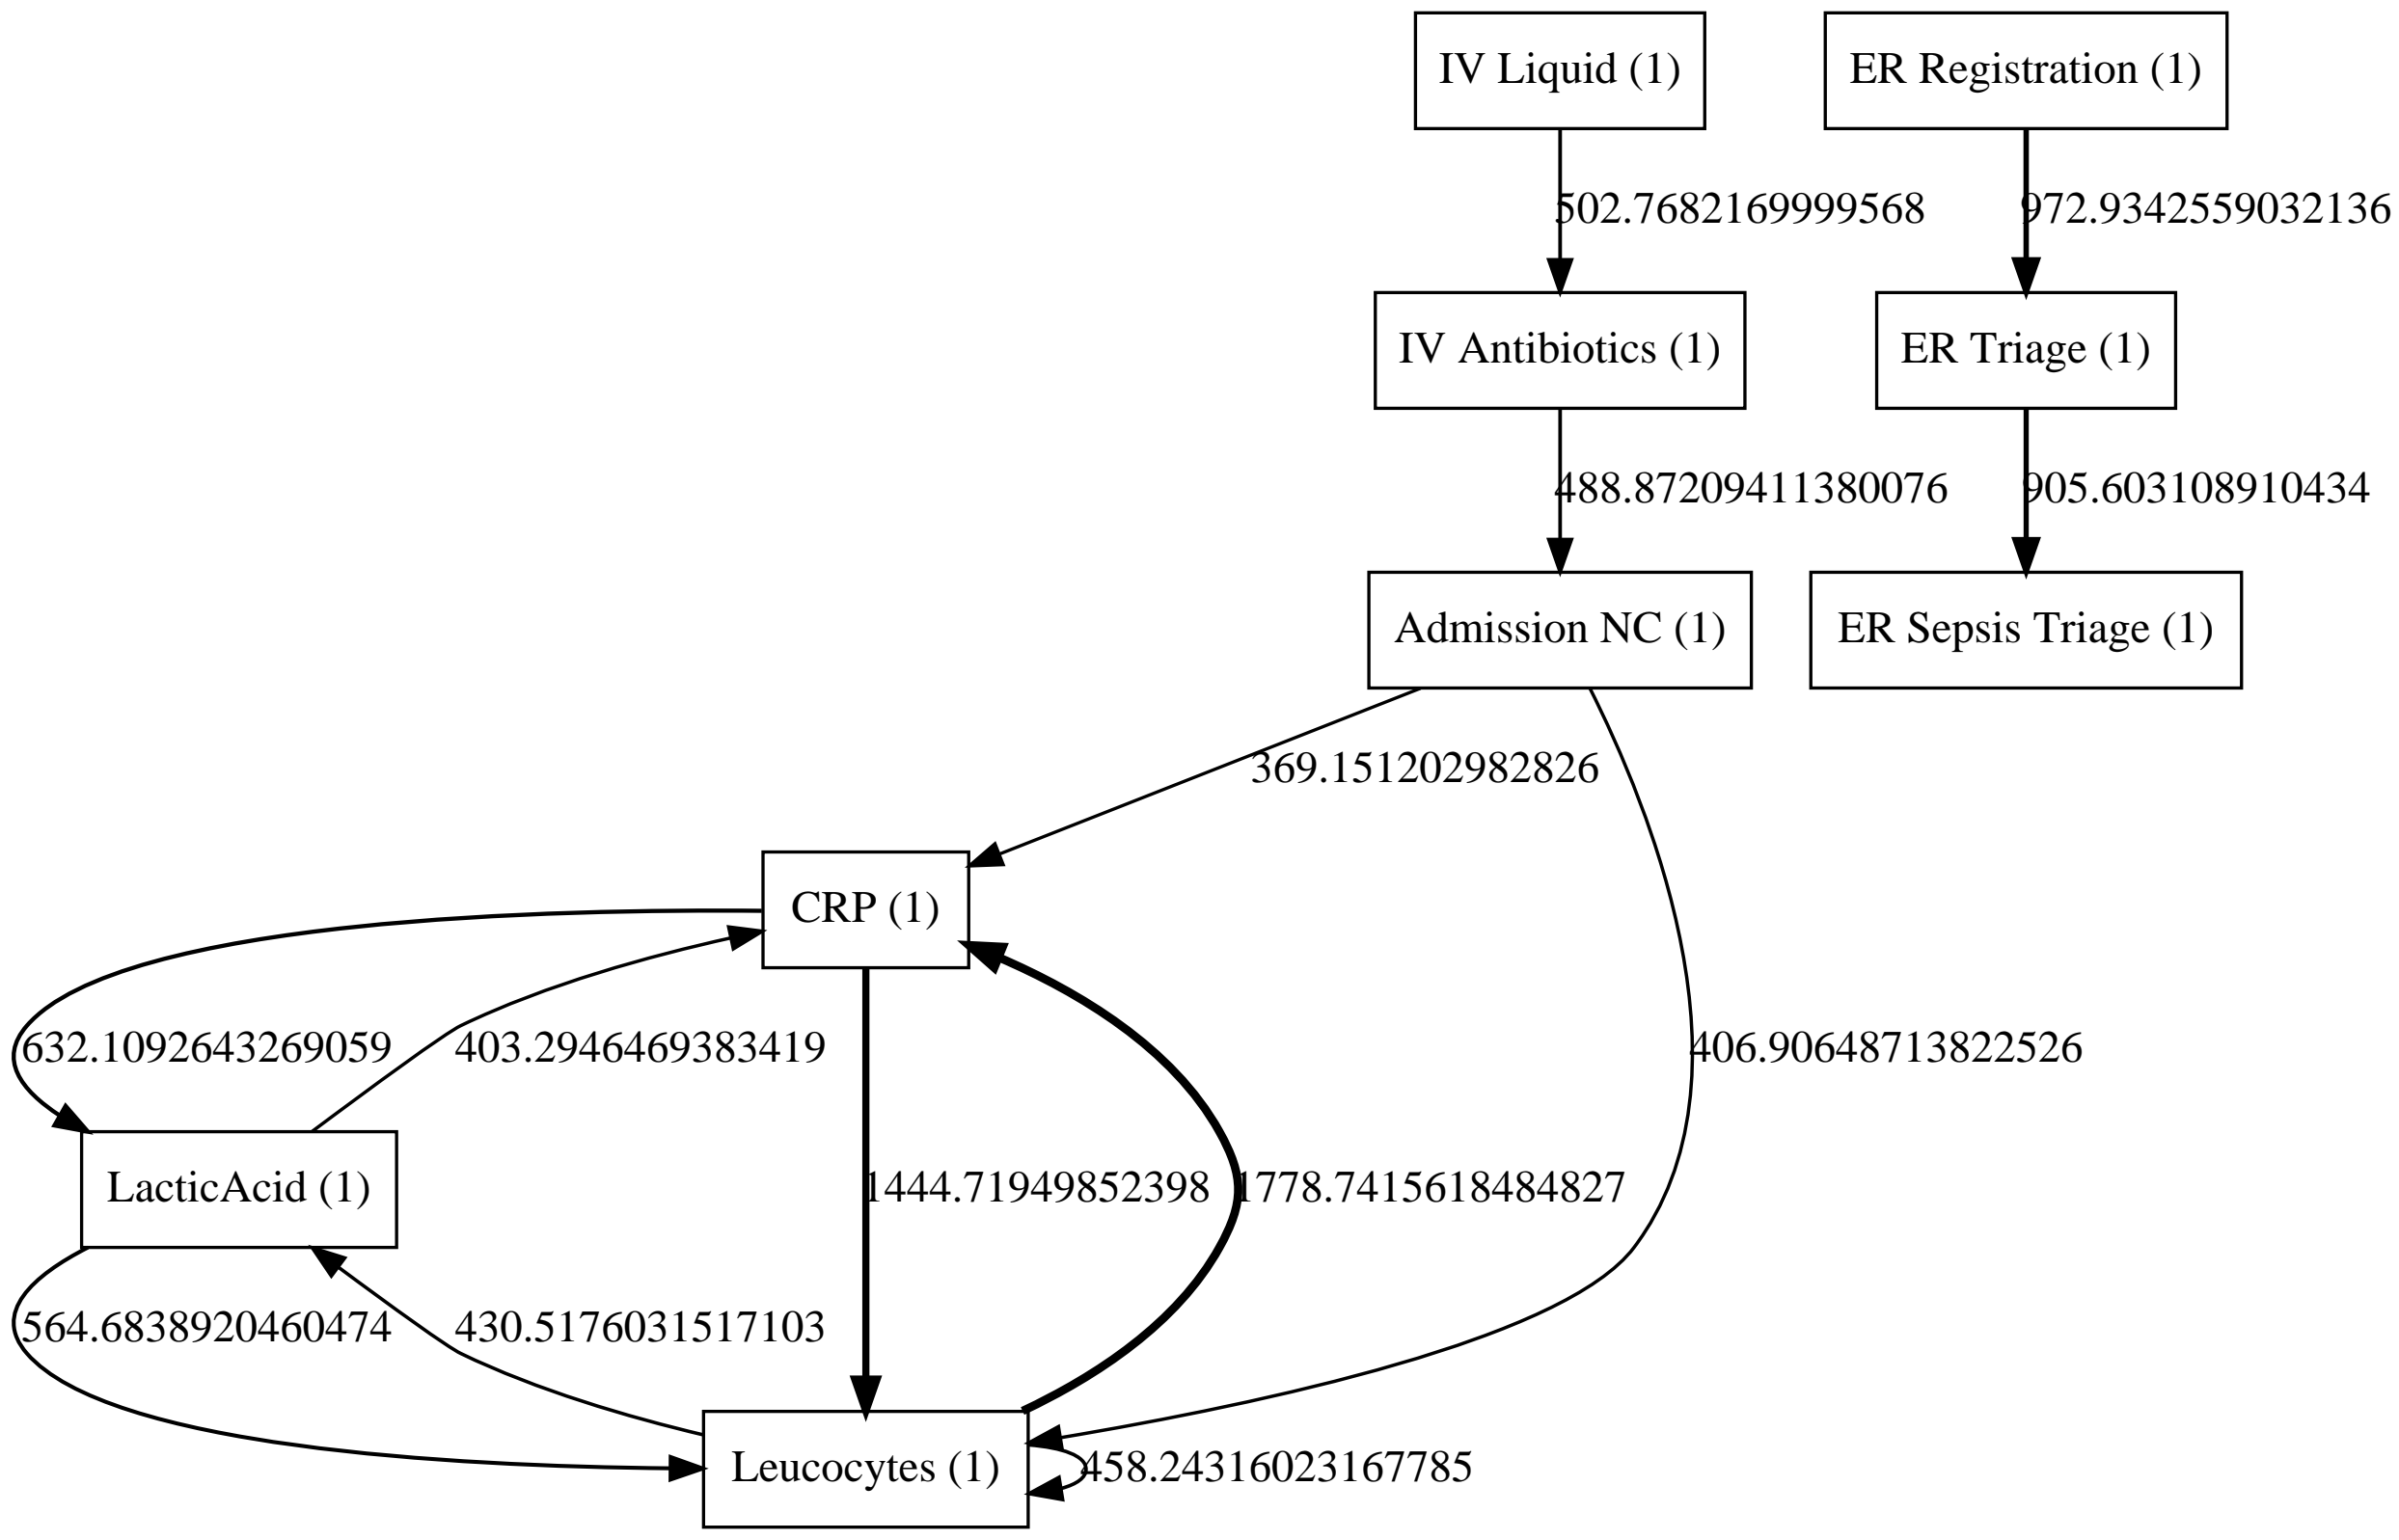 IV Liquid (1)
ER Registration (1)
502.7682169999568
972.9342559032136
IV Antibiotics (1)
ER Triage (1)
488.87209411380076
905.603108910434
Admission NC (1)
ER Sepsis Triage (1)
369.151202982826
CRP (1)
632.1092643269059
403.2946469383419
406.90648713822526
LacticAcid (1)
1444.71949852398
1778.7415618484827
564.6838920460474
430.5176031517103
Leucocytes (1)
458.24316023167785